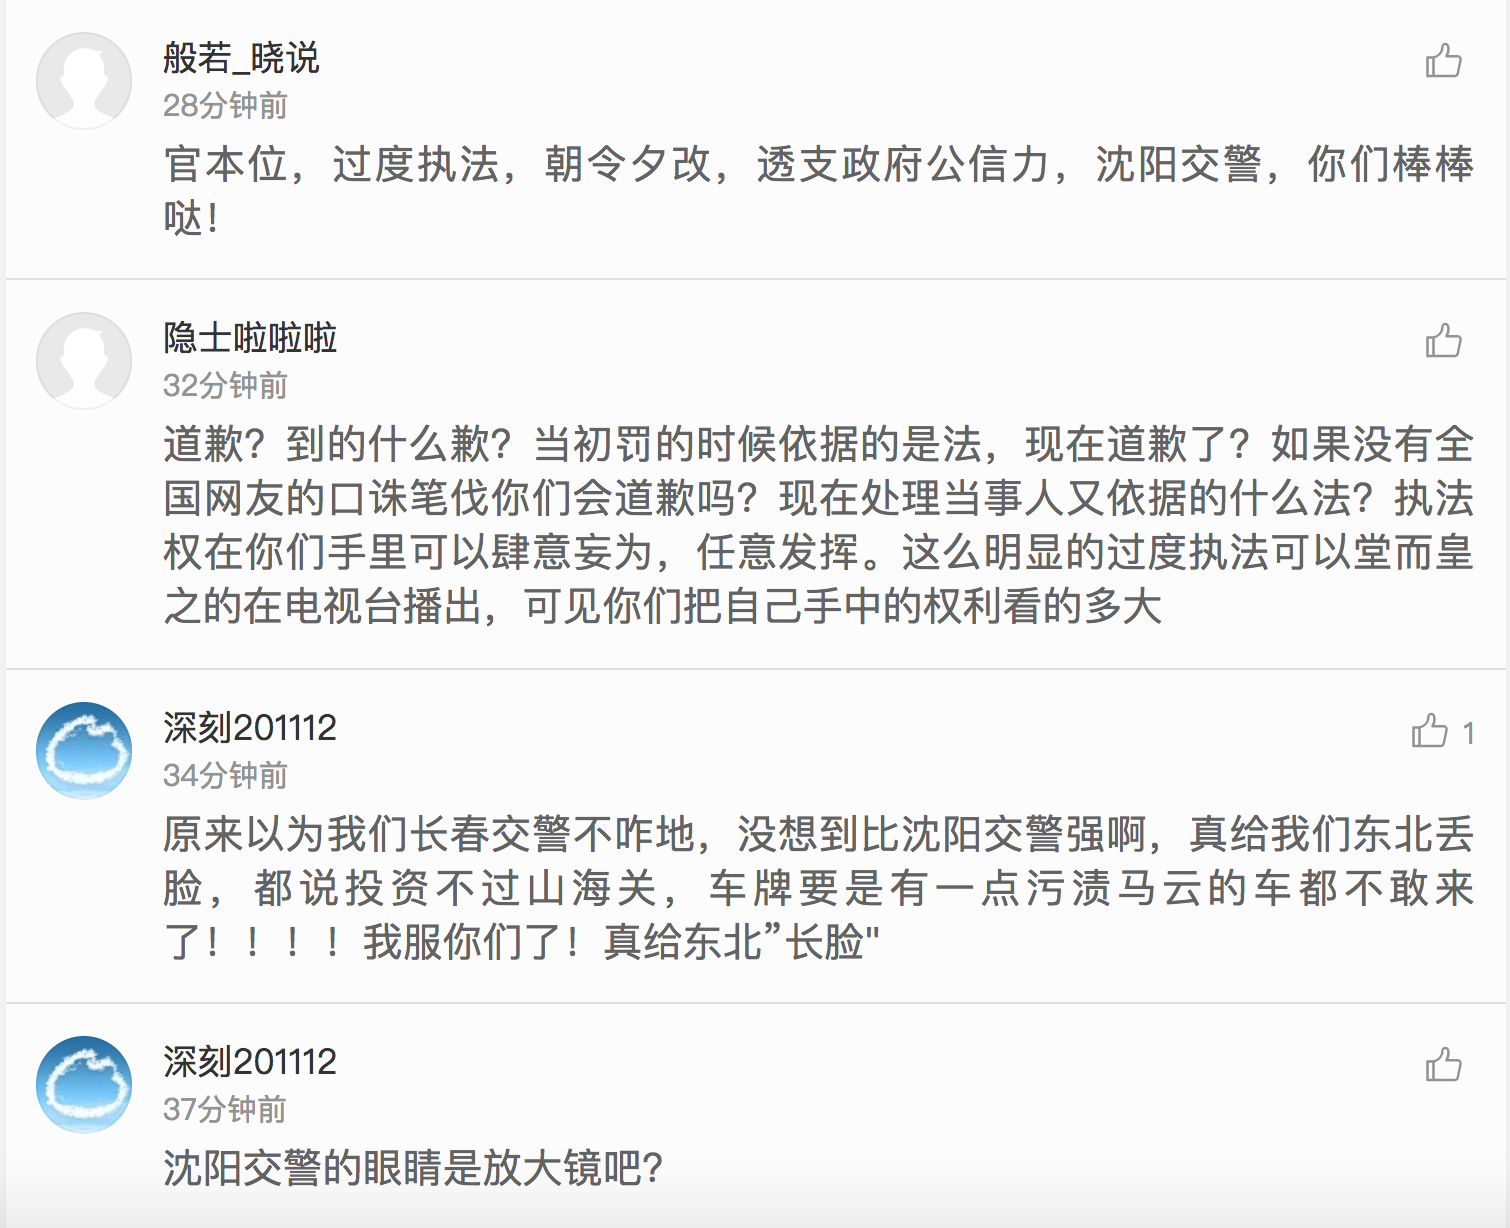 般若_晓说
28分钟前
官本位，过度执法，朝令夕改，透支政府公信力，沈阳交警，你们棒棒
哒！
隐士啦啦啦
32分钟前
道歉？到的什么歉？当初罚的时候依据的是法，现在道歉了？如果没有全
国网友的口诛笔伐你们会道歉吗？现在处理当事人又依据的什么法？执法
权在你们手里可以肆意妄为，任意发挥。这么明显的过度执法可以堂而皇
之的在电视台播出，可见你们把自己手中的权利看的多大
深刻201112
1
34分钟前
原来以为我们长春交警不咋地，没想到比沈阳交警强啊，真给我们东北丢
脸，都说投资不过山海关，车牌要是有一点污渍马云的车都不敢来
了！！！！我服你们了！真给东北”长脸"
深刻201112
37分钟前
沈阳交警的眼睛是放大镜吧？